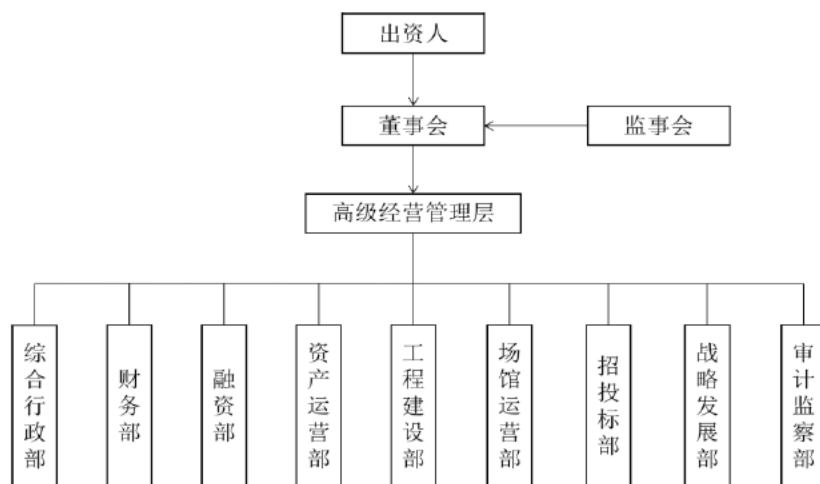 出资人
董事会
监事会
高级经营管理层
综合行政部
财务部
融资部
资产运营部
工程建设部
场馆运营部
招投标部
战略发展部
审计监察部